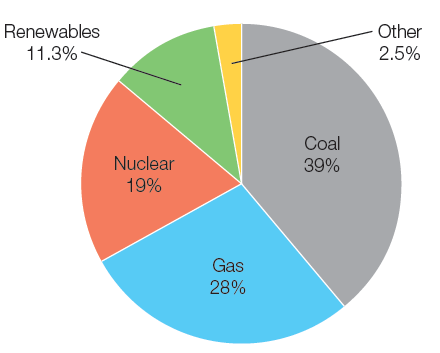 Renewables
11.3%
Other
2.5%
Coal
39%
Nuclear
19%
Gas
28%